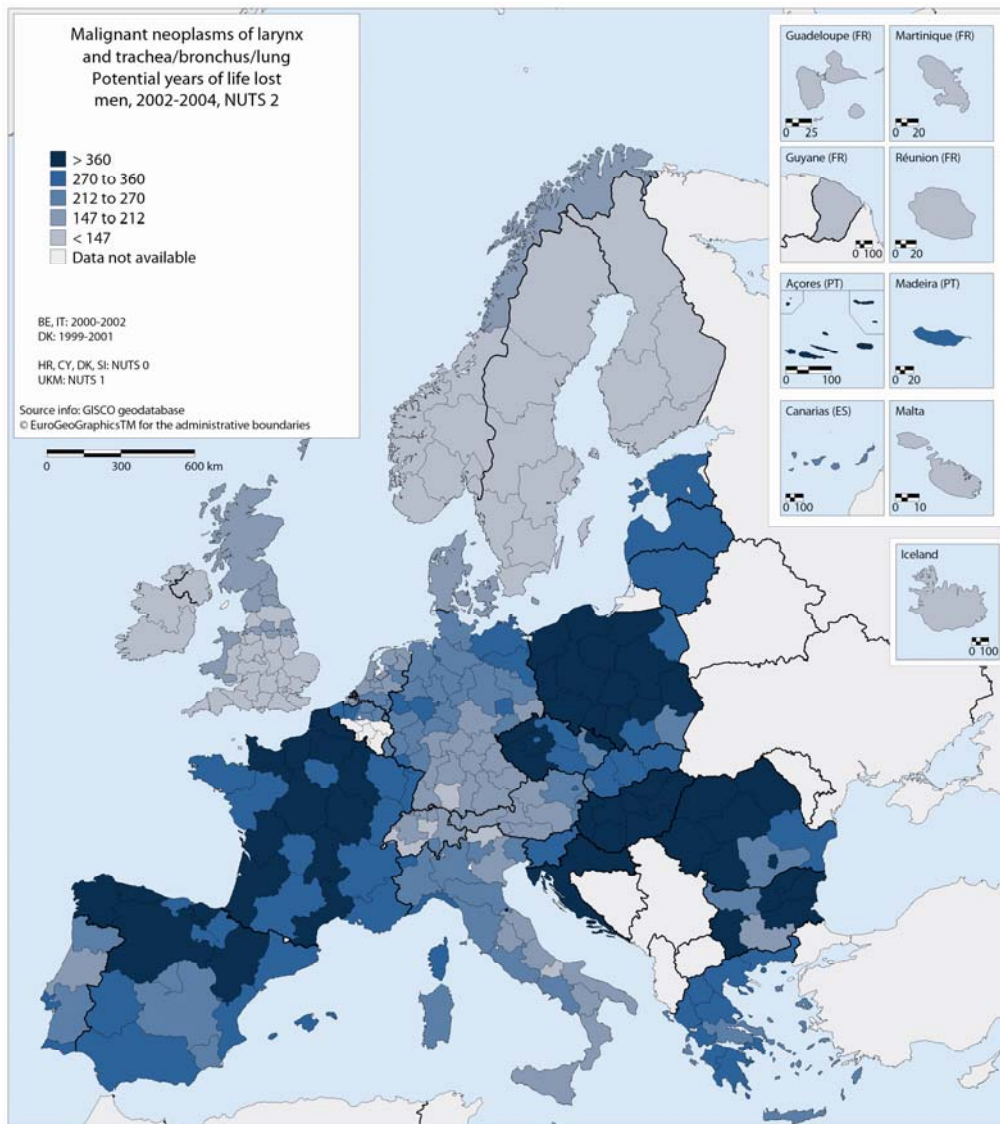 Malignant neoplasms of larynx
and trachea/bronchus/lung
Potential years of life lost
men, 2002-2004, NUTS 2
> 360
270 to 360
212 to 270
147 to 212
< 147
Data not available
BE, IT: 2000-2002
DK: 1999-2001
HR, CY, DK, SI: NUTS 0
UKM: NUTS 1
Source info: GISCO geodatabase
© EuroGeoGraphicsTM for the administrative boundaries
0 300 600 km
Guadeloupe (FR)
0 25
Martinique (FR)
0 20
Guyane (FR)
0 100
Réunion (FR)
0 20
Açores (PT)
0 100
Madeira (PT)
0 20
Canarias (ES)
0 100
Malta
0 10
Iceland
0 100